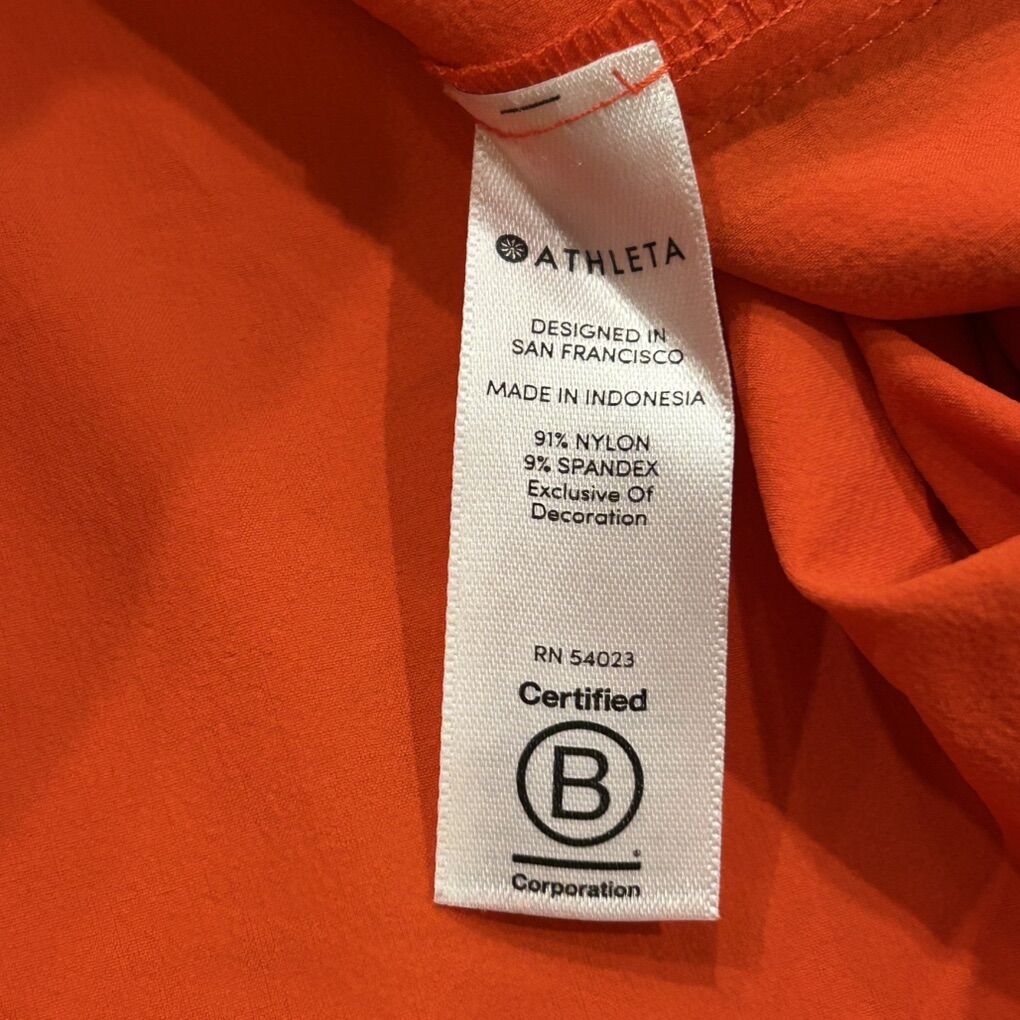 ATHLETA
DESIGNED IN
SAN FRANCISCO
MADE IN INDONESIA
91% NYLON
9% SPANDEX
Exclusive Of
Decoration
RN 54023
Certified
B
Corporation